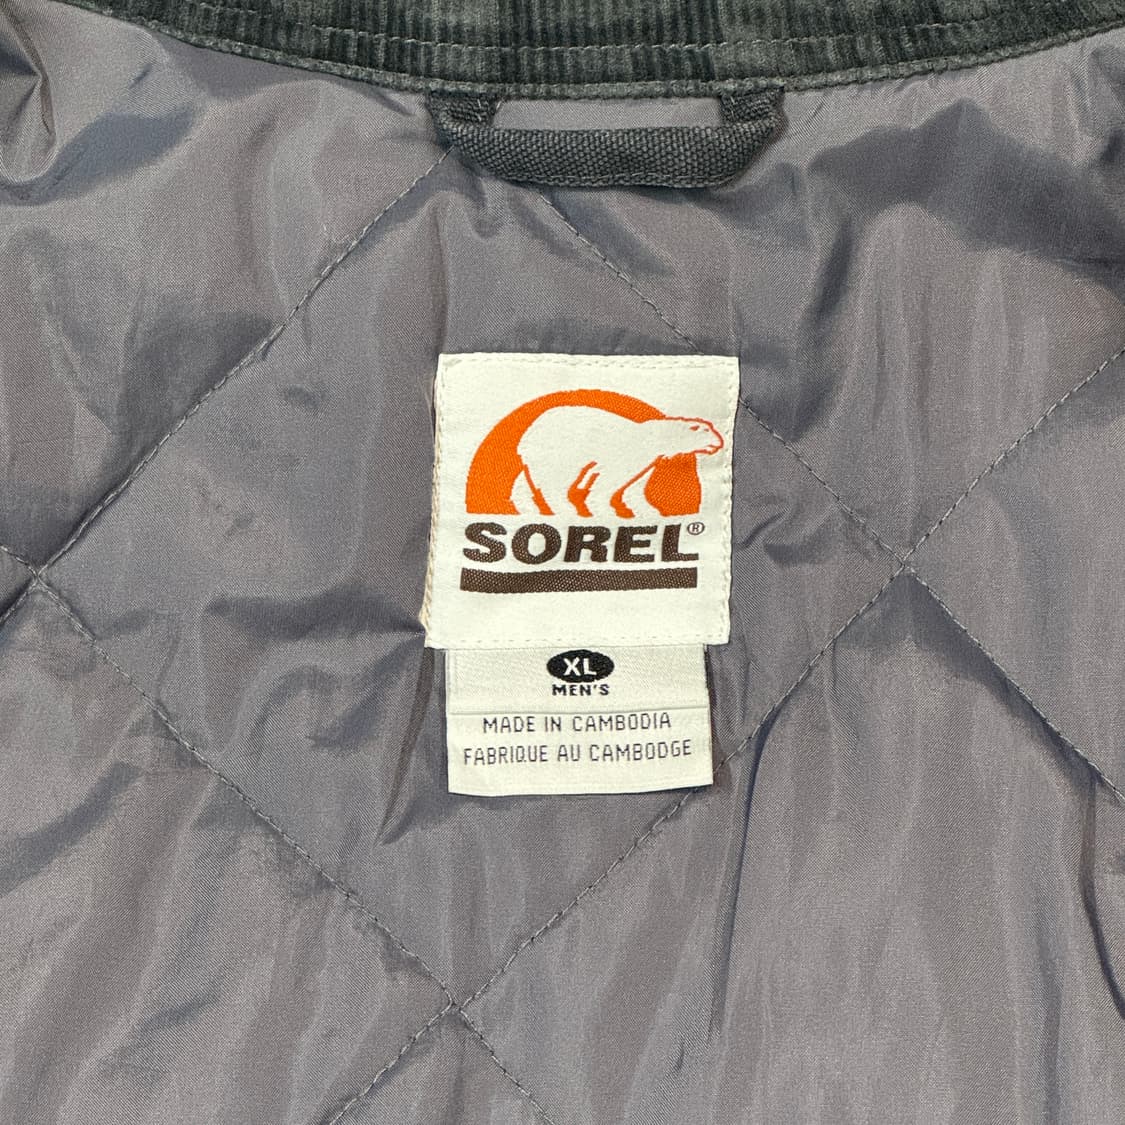 SOREL®
XL
MEN'S
MADE IN CAMBODIA
FABRIQUE AU CAMBODGE